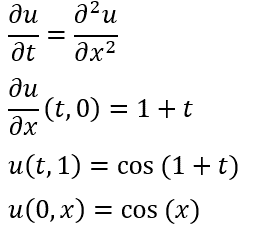 ∂u/∂t = ∂²u/∂x²
∂u/∂x (t, 0) = 1 + t
u(t, 1) = cos (1 + t)
u(0, x) = cos (x)